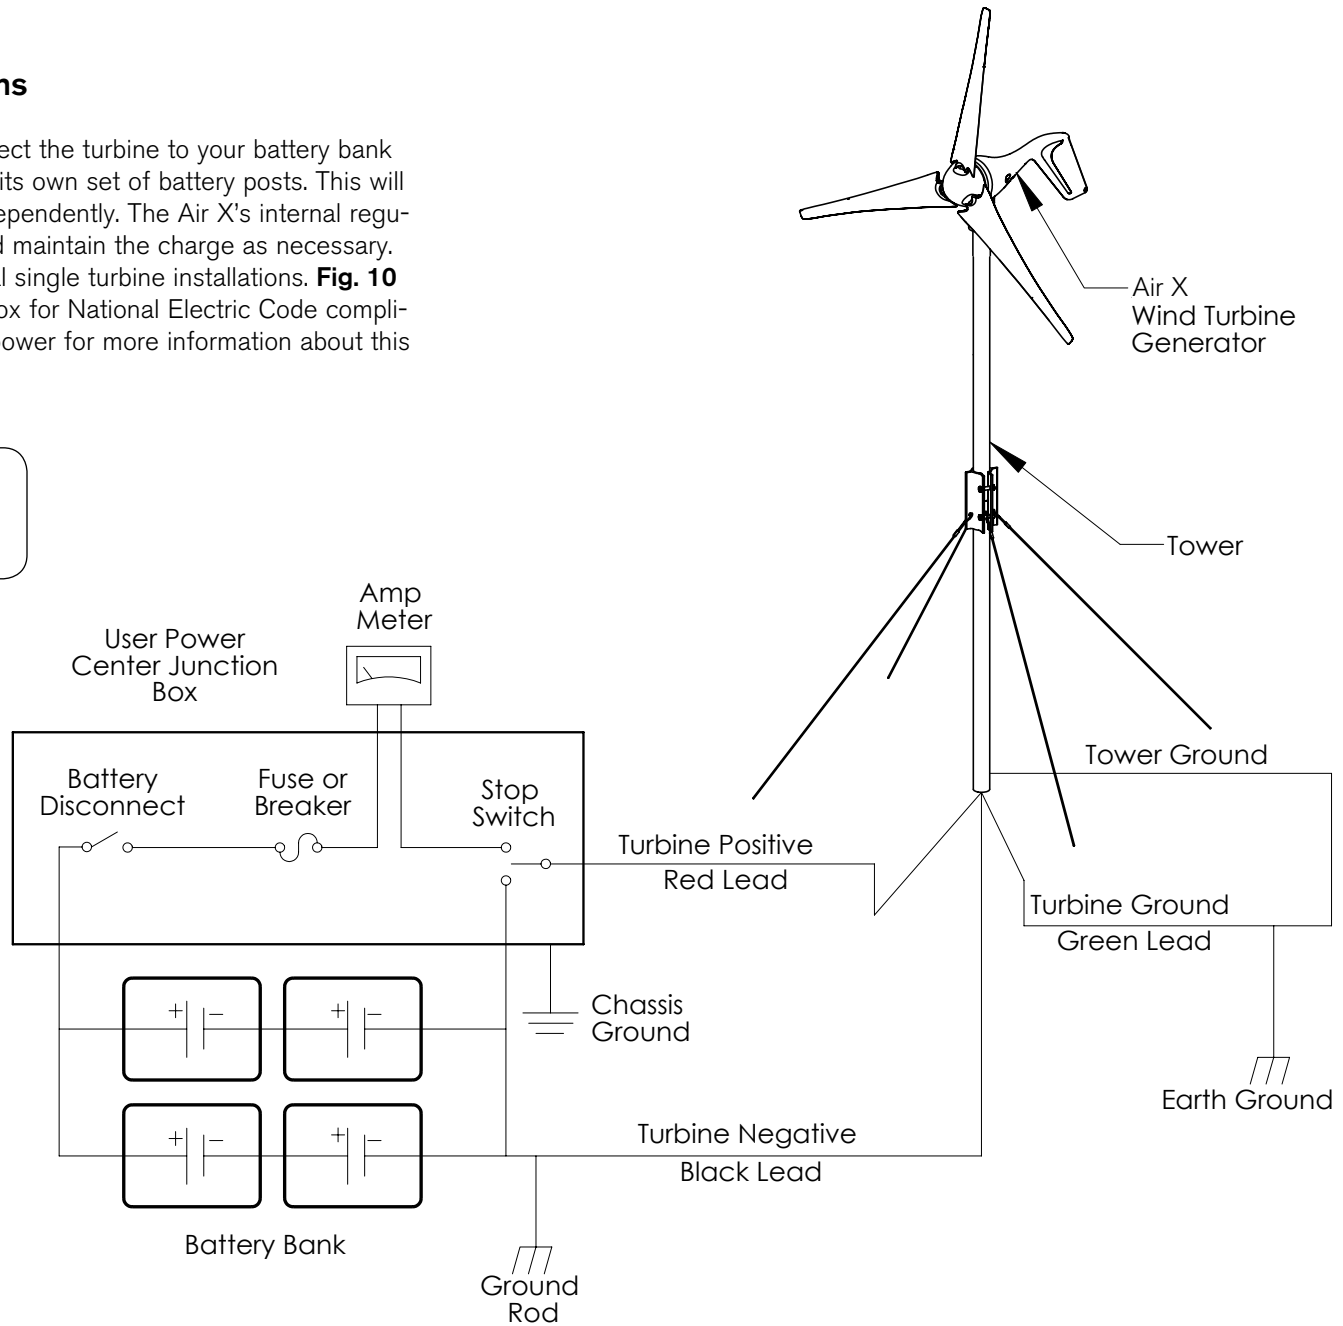 ns
ect the turbine to your battery bank
its own set of battery posts. This will
ependently. The Air X's internal regu-
d maintain the charge as necessary.
al single turbine installations. Fig. 10
ox for National Electric Code compli-
power for more information about this
Air X
Wind Turbine
Generator
Tower
Amp
Meter
User Power
Center Junction
Box
Battery
Disconnect
Fuse or
Breaker
Stop
Switch
Tower Ground
Turbine Positive
Red Lead
Turbine Ground
Green Lead
+ −
+ −
Chassis
Ground
Earth Ground
+ −
+ −
Turbine Negative
Black Lead
Battery Bank
Ground
Rod